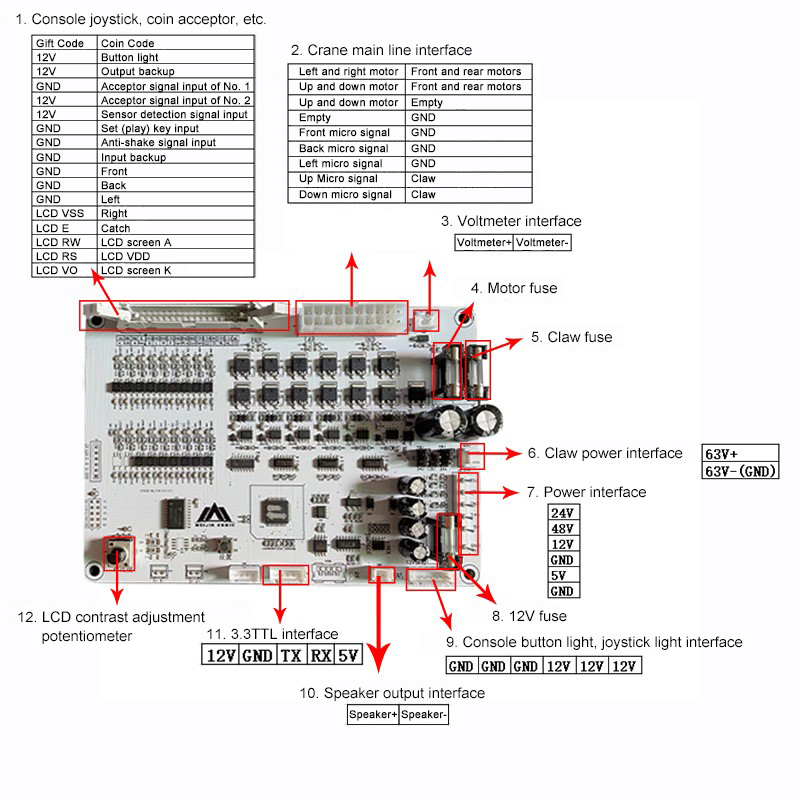 1. Console joystick, coin acceptor, etc.
Gift Code Coin Code
12V Button light
12V Output backup
GND Acceptor signal input of No. 1
12V Acceptor signal input of No. 2
12V Sensor detection signal input
GND Set (play) key input
GND Anti-shake signal input
GND Input backup
GND Front
GND Back
GND Left
LCD VSS Right
LCD E Catch
LCD RW LCD screen A
LCD RS LCD VDD
LCD VO LCD screen K
2. Crane main line interface
Left and right motor Front and rear motors
Up and down motor Front and rear motors
Up and down motor Empty
Empty GND
Front micro signal GND
Back micro signal GND
Left micro signal GND
Up Micro signal Claw
Down micro signal Claw
3. Voltmeter interface
Voltmeter+ Voltmeter-
4. Motor fuse
5. Claw fuse
6. Claw power interface
63V+
63V-(GND)
7. Power interface
24V
48V
12V
GND
5V
GND
8. 12V fuse
9. Console button light, joystick light interface
GND GND GND 12V 12V 12V
10. Speaker output interface
Speaker+ Speaker-
11. 3.3TTL interface
12V GND TX RX 5V
12. LCD contrast adjustment
potentiometer